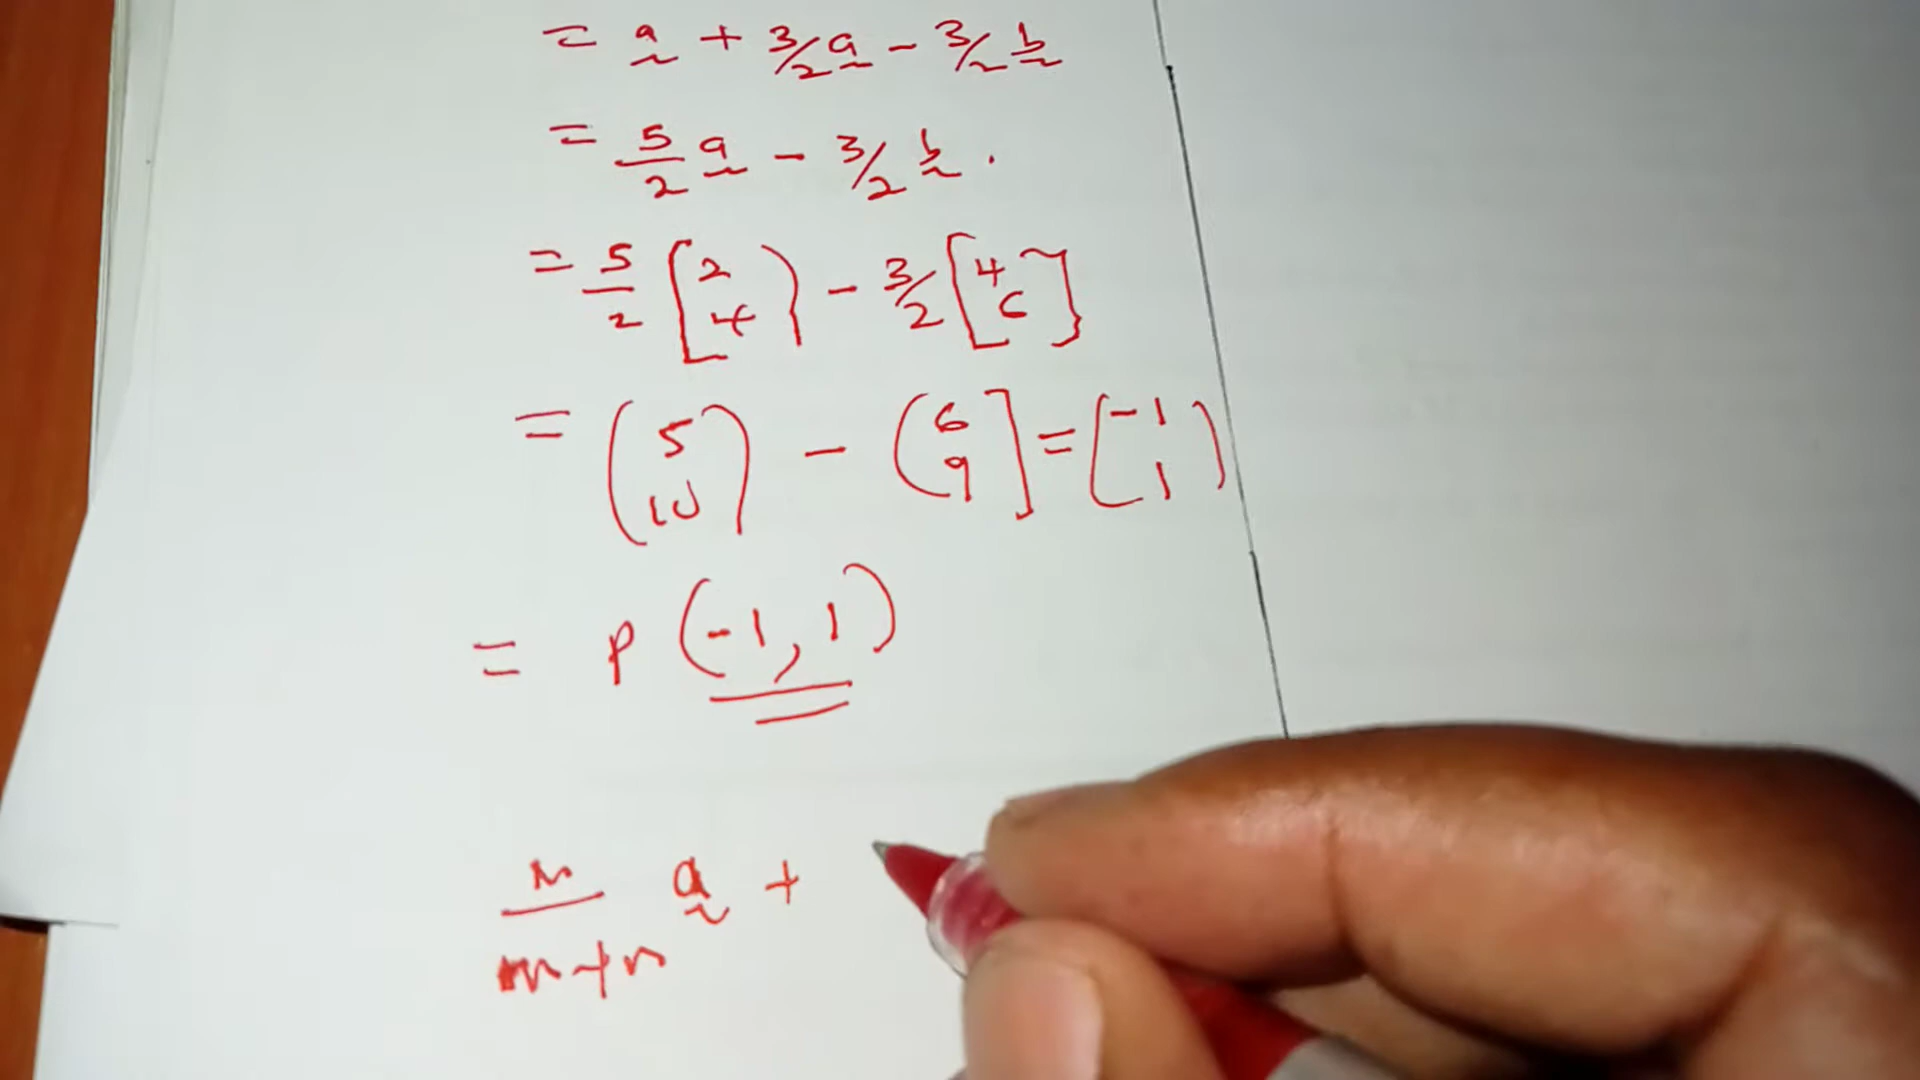 = a + 3/2 a - 3/2 b
= 5/2 a - 3/2 b .
= 5/2 [2 4) - 3/2 [4 6]
= (5 10) - (6 9] = [-1 1)
= P (-1, 1)
n/m+n a +